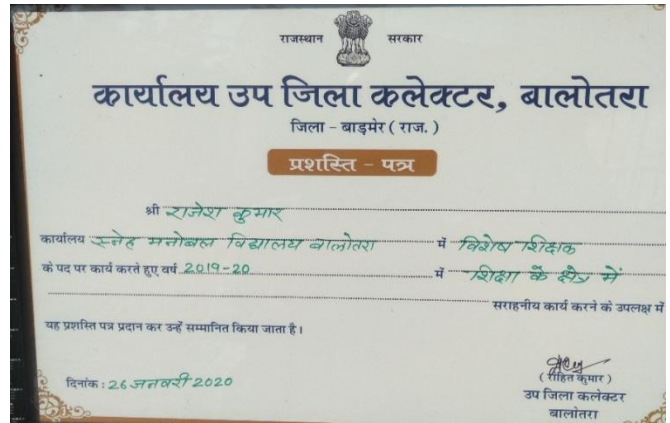 राजस्थान सरकार
कार्यालय उप जिला कलेक्टर, बालोतरा
जिला - बाड़मेर ( राज. )
प्रशस्ति - पत्र
श्री राजेश कुमार
कार्यालय स्नेह मनोबल विद्यालय बालोतरा में विशेष शिक्षक
के पद पर कार्य करते हुए वर्ष 2019-20 में शिक्षा के क्षेत्र में
सराहनीय कार्य करने के उपलक्ष में
यह प्रशस्ति पत्र प्रदान कर उन्हें सम्मानित किया जाता है।
दिनांक : 26 जनवरी 2020
( रोहित कुमार )
उप जिला कलेक्टर
बालोतरा